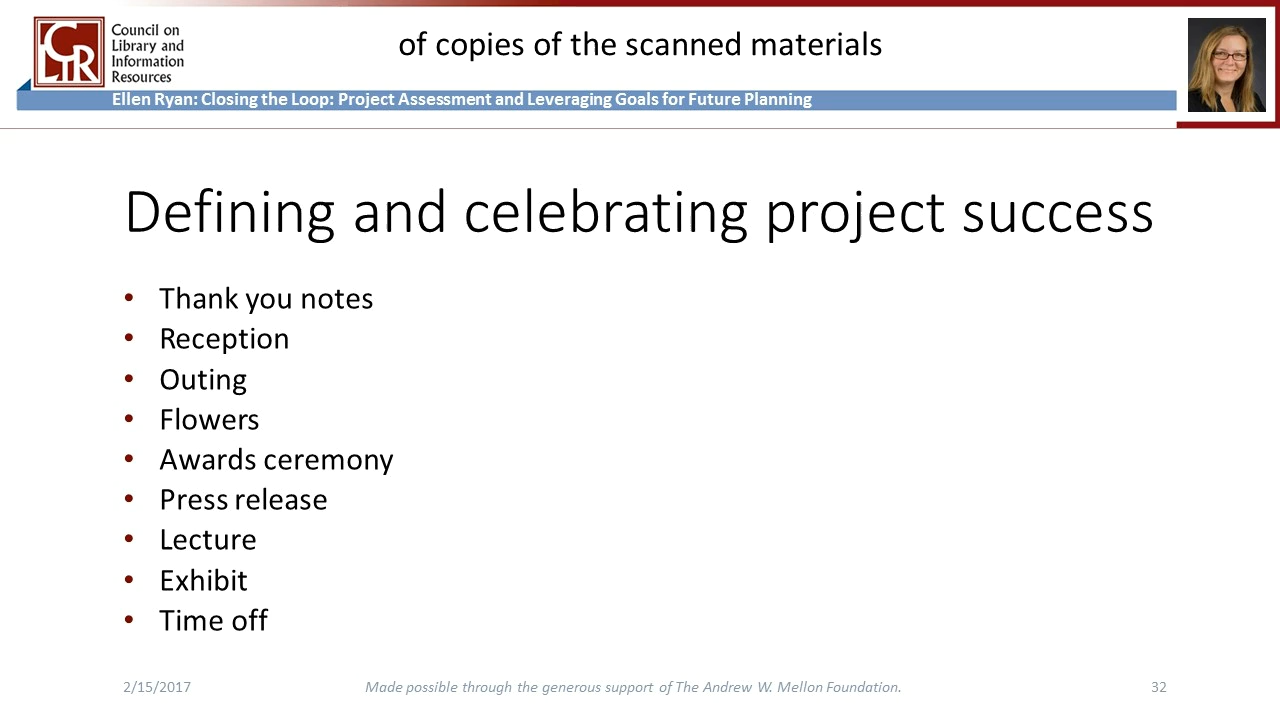 CLIR
Council on
Library and
Information
Resources
of copies of the scanned materials
Ellen Ryan: Closing the Loop: Project Assessment and Leveraging Goals for Future Planning
Defining and celebrating project success
• Thank you notes
• Reception
• Outing
• Flowers
• Awards ceremony
• Press release
• Lecture
• Exhibit
• Time off
2/15/2017
Made possible through the generous support of The Andrew W. Mellon Foundation.
32